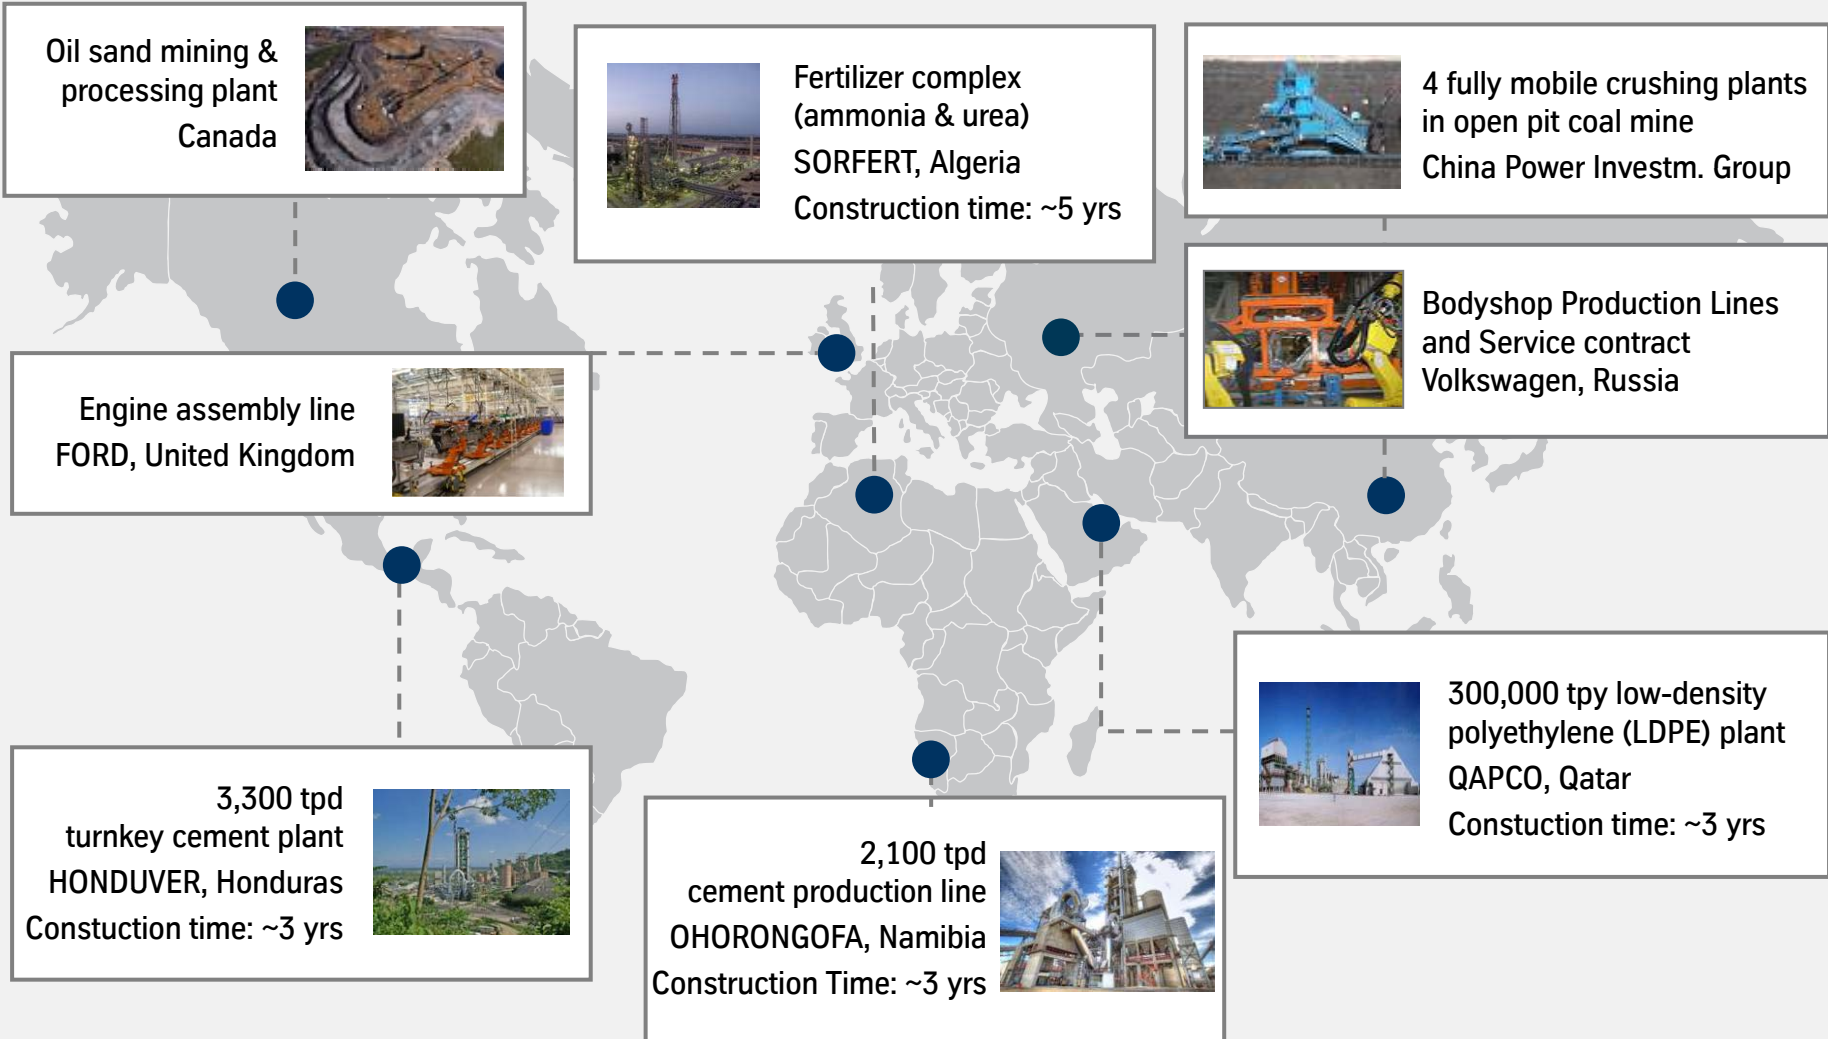 Oil sand mining &
processing plant
Canada
Fertilizer complex
(ammonia & urea)
SORFERT, Algeria
Construction time: ~5 yrs
4 fully mobile crushing plants
in open pit coal mine
China Power Investm. Group
Bodyshop Production Lines
and Service contract
Volkswagen, Russia
Engine assembly line
FORD, United Kingdom
300,000 tpy low-density
polyethylene (LDPE) plant
QAPCO, Qatar
Constuction time: ~3 yrs
3,300 tpd
turnkey cement plant
HONDUVER, Honduras
Constuction time: ~3 yrs
2,100 tpd
cement production line
OHORONGOFA, Namibia
Construction Time: ~3 yrs